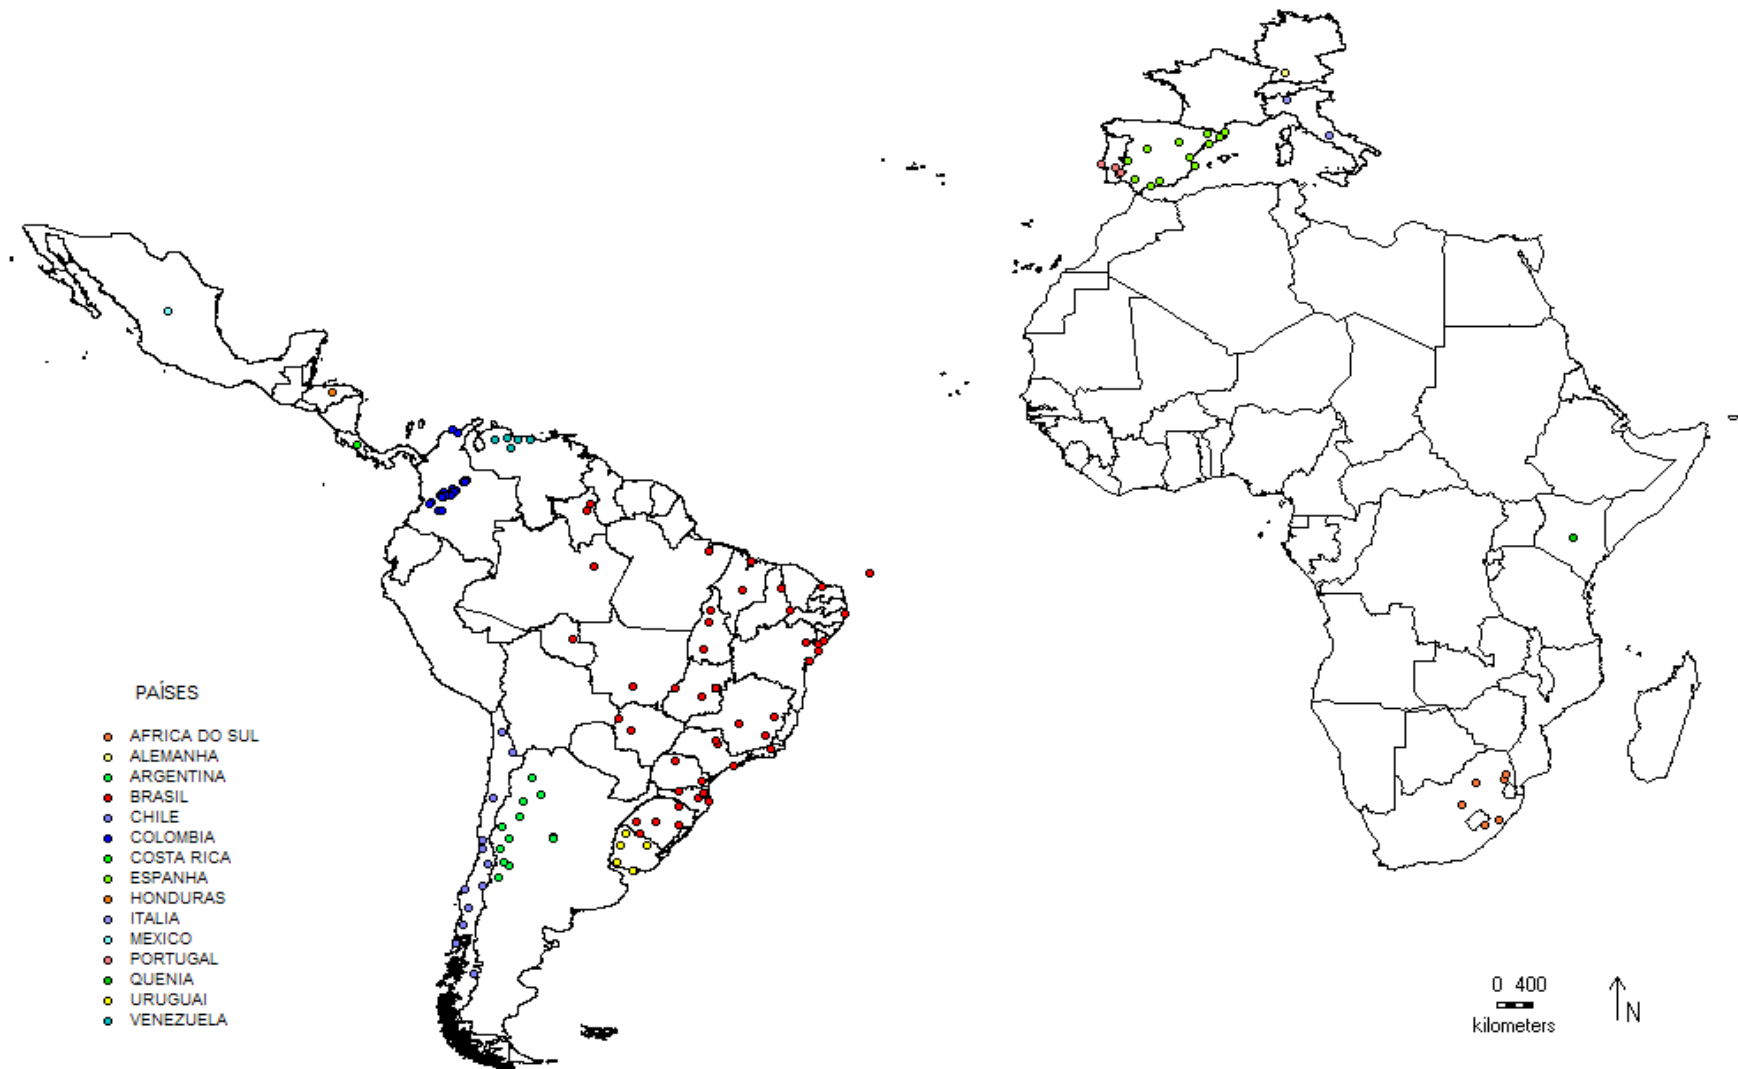 PAÍSES
AFRICA DO SUL
ALEMANHA
ARGENTINA
BRASIL
CHILE
COLOMBIA
COSTA RICA
ESPANHA
HONDURAS
ITALIA
MEXICO
PORTUGAL
QUENIA
URUGUAI
VENEZUELA
0 400
kilometers
N